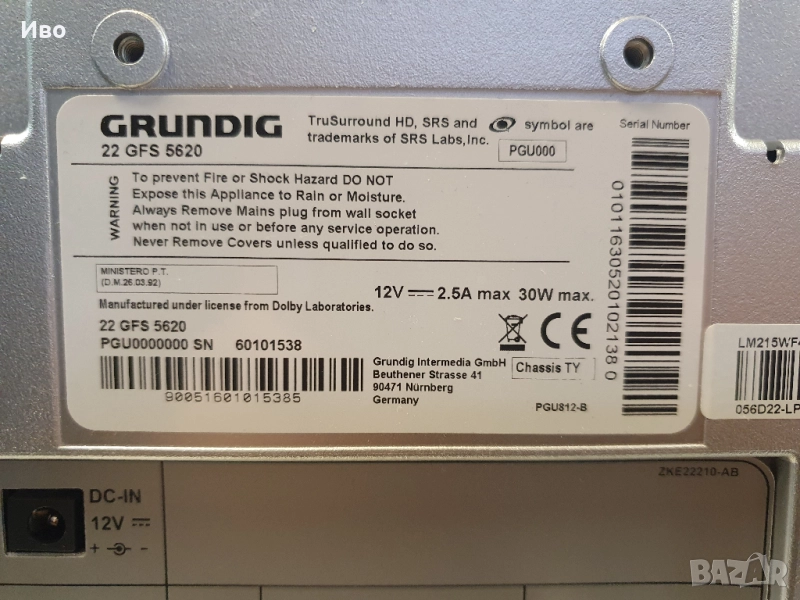 Иво
GRUNDIG
22 GFS 5620
TruSurround HD, SRS and symbol are
trademarks of SRS Labs,Inc.
PGU000
Serial Number
WARNING
To prevent Fire or Shock Hazard DO NOT
Expose this Appliance to Rain or Moisture.
Always Remove Mains plug from wall socket
when not in use or before any service operation.
Never Remove Covers unless qualified to do so.
MINISTERO P.T.
(D.M.26.03.92)
12V 2.5A max 30W max.
Manufactured under license from Dolby Laboratories.
22 GFS 5620
PGU0000000 SN 60101538
90051601015385
Grundig Intermedia GmbH
Beuthener Strasse 41
90471 Nürnberg
Germany
Chassis TY
CE
PGU812-B
010116305201021380
LM215WF4
056D22-LP
ZKE22210-AB
DC-IN
12V
+ -
BAZAR